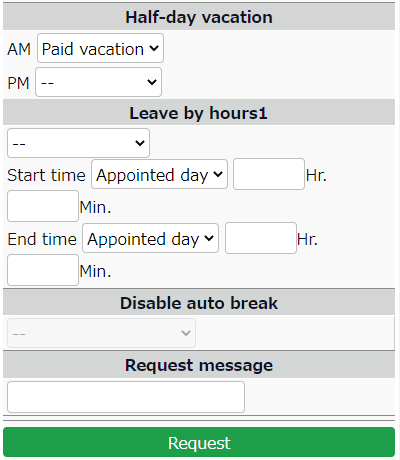 Half-day vacation
AM Paid vacation
PM --
Leave by hours1
--
Start time Appointed day Hr.
Min.
End time Appointed day Hr.
Min.
Disable auto break
--
Request message
Request